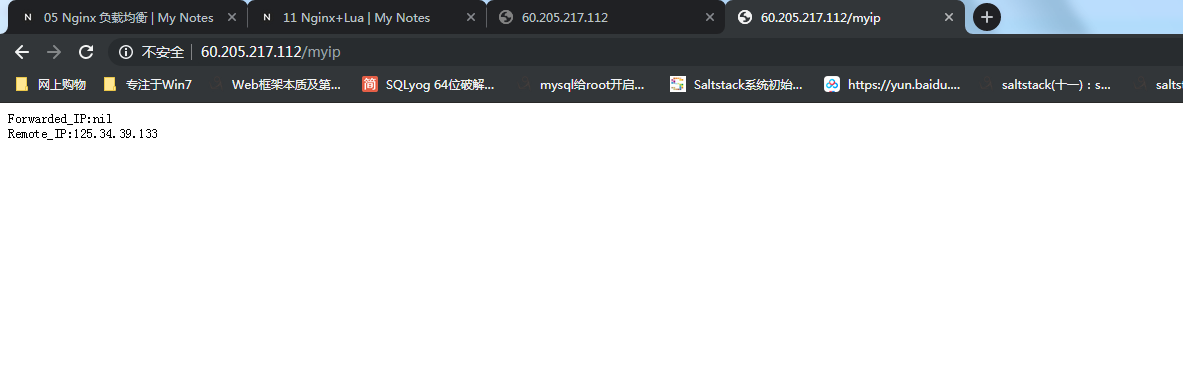 05 Nginx 负载均衡 | My Notes
11 Nginx+Lua | My Notes
60.205.217.112
60.205.217.112/myip
不安全 | 60.205.217.112/myip
网上购物
专注于Win7
Web框架本质及第...
SQLyog 64位破解...
mysql给root开启...
Saltstack系统初始...
https://yun.baidu....
saltstack(十一)：s...
saltst
Forwarded_IP:nil
Remote_IP:125.34.39.133